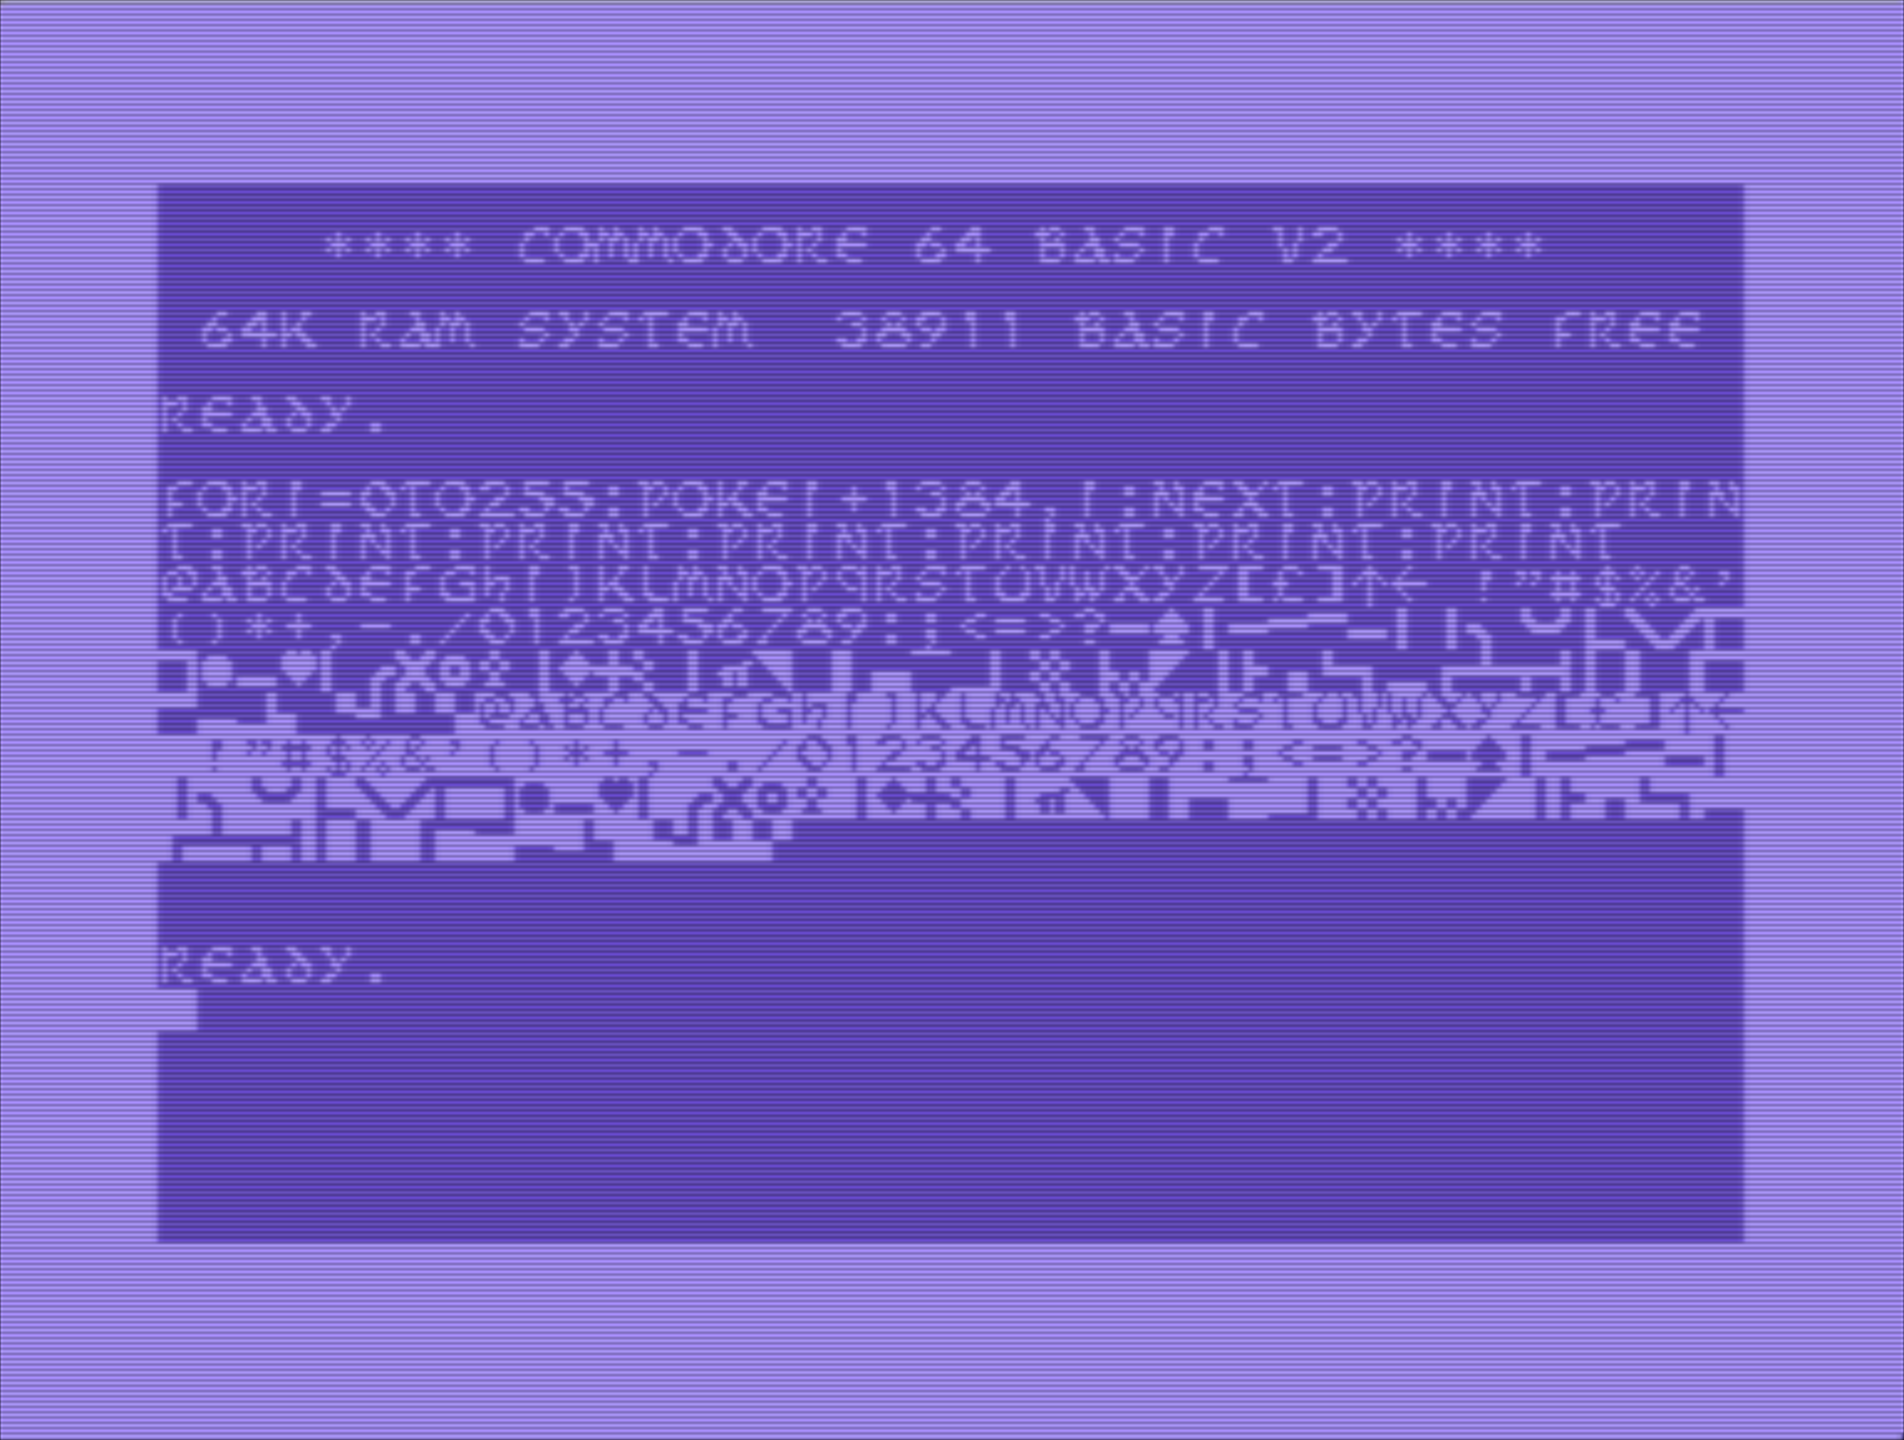 **** COMMODORE 64 BASIC V2 ****
64K RAM SYSTEM  38911 BASIC BYTES FREE
READY.
FORI=0TO255:POKEI+1384,I:NEXT:PRINT:PRIN
T:PRINT:PRINT:PRINT:PRINT:PRINT:PRINT
@ABCDEFGHIJKLMNOPQRSTUVWXYZ[£]↑← !"#$%&'
()*+,-./0123456789:;<=>?
@ABCDEFGHIJKLMNOPQRSTUVWXYZ[£]↑←
!"#$%&'()*+,-./0123456789:;<=>?
READY.